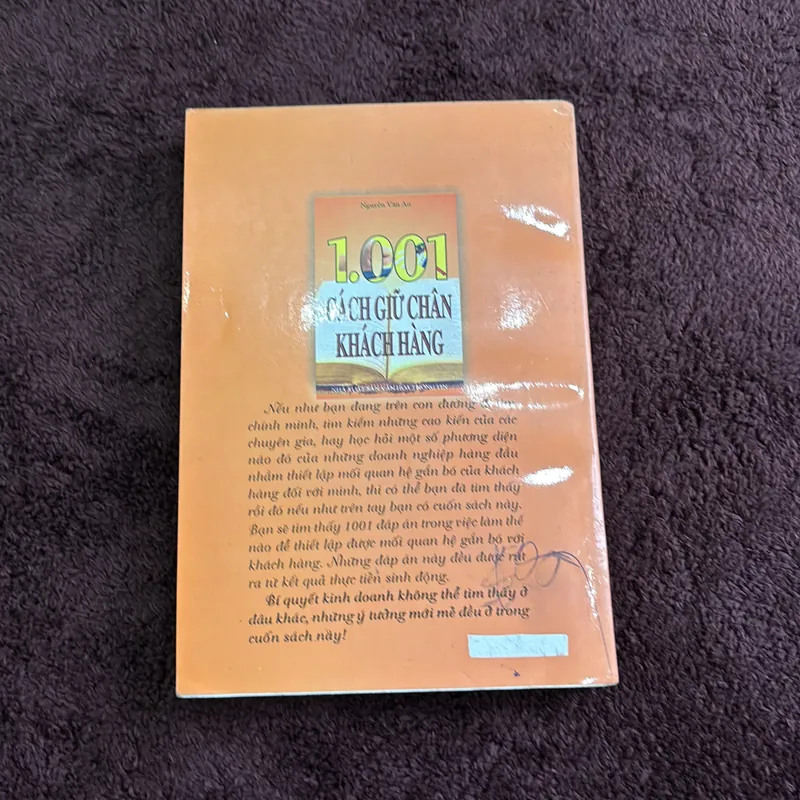 Nguyễn Văn An
1.001
CÁCH GIỮ CHÂN
KHÁCH HÀNG
NHÀ XUẤT BẢN VĂN HÓA THÔNG TIN
Nếu như bạn đang trên con đường
chính mình, tìm kiếm những cao kiến của các
chuyên gia, hay học hỏi một số phương diện
nào đó của những doanh nghiệp hàng đầu
nhằm thiết lập mối quan hệ gắn bó của khách
hàng đối với mình, thì có thể bạn đã tìm thấy
rồi đó nếu như trên tay bạn có cuốn sách này.
Bạn sẽ tìm thấy 1001 đáp án trong việc làm thế
nào để thiết lập được mối quan hệ gắn bó với
khách hàng. Nhưng đáp án này đều được rút
ra từ kết quả thực tiễn sinh động.
Bí quyết kinh doanh không thể tìm thấy ở
đâu khác, những ý tưởng mới mẻ đều ở trong
cuốn sách này!